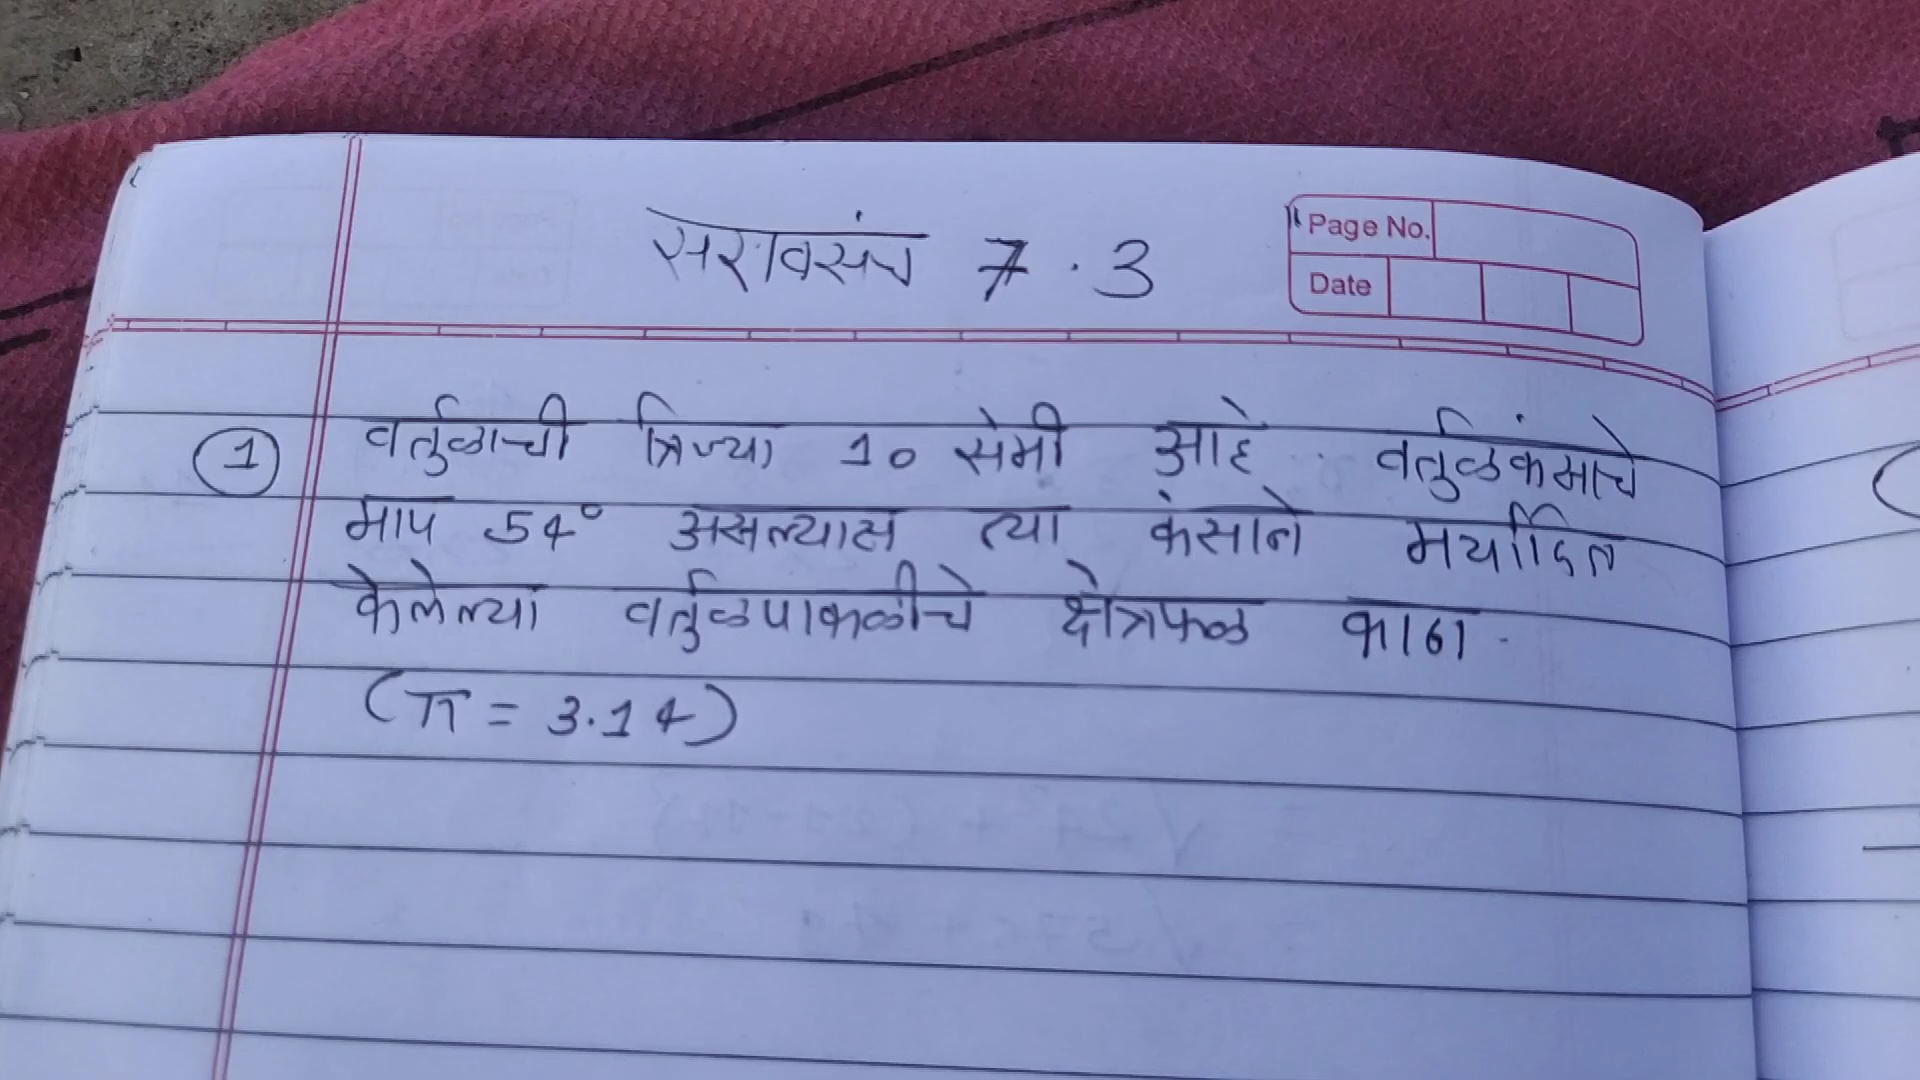 सरावसंच 7.3
Page No.
Date
1 वर्तुळाची त्रिज्या 10 सेमी आहे. वर्तुळकंमाचे
माप 54° असल्यास त्या कंसाने मर्यादित
केलेल्या वर्तुळपाकळीचे क्षेत्रफळ काढा.
(π = 3.14)